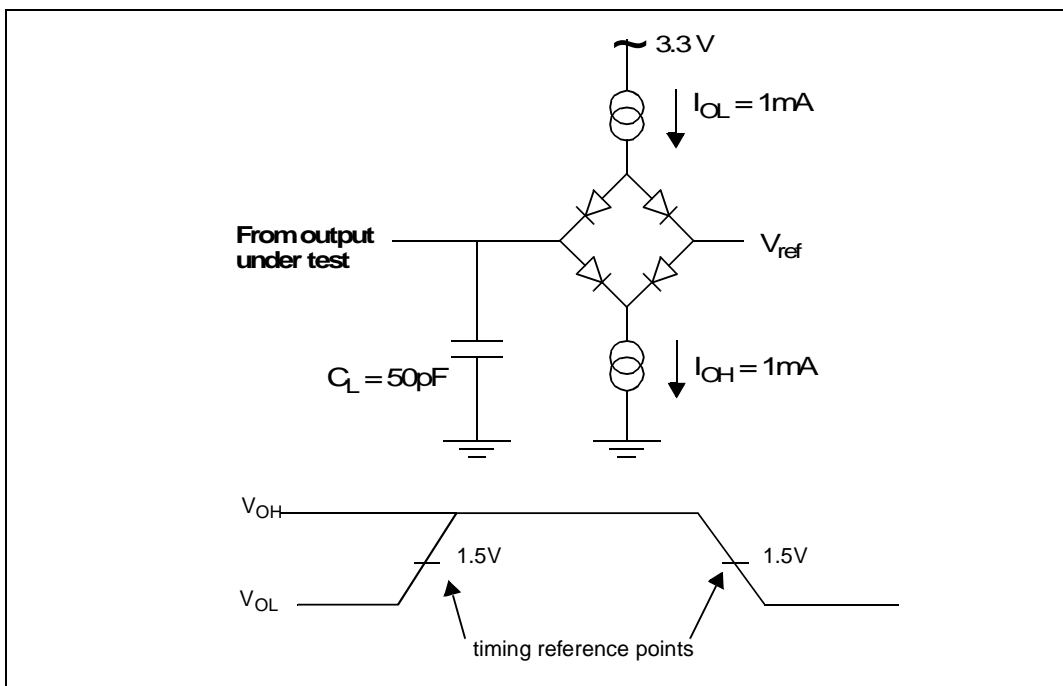 3.3 V
I_OL = 1mA
From output
under test
V_ref
C_L = 50pF
I_OH = 1mA
V_OH
1.5V
1.5V
V_OL
timing reference points